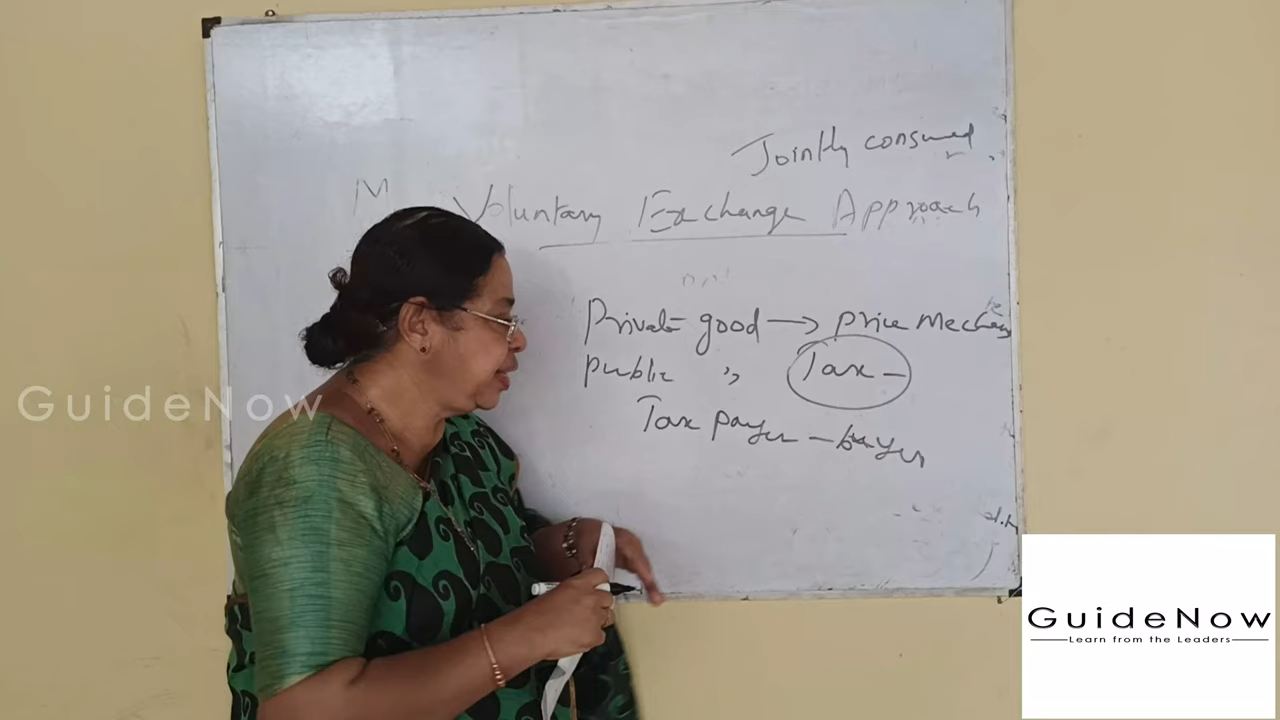 Jointly consumed
Voluntary Exchange Approach
Private good → price Mechan
public " Tax –
Tax payer – buyer
GuideNow
GuideNow
Learn from the Leaders